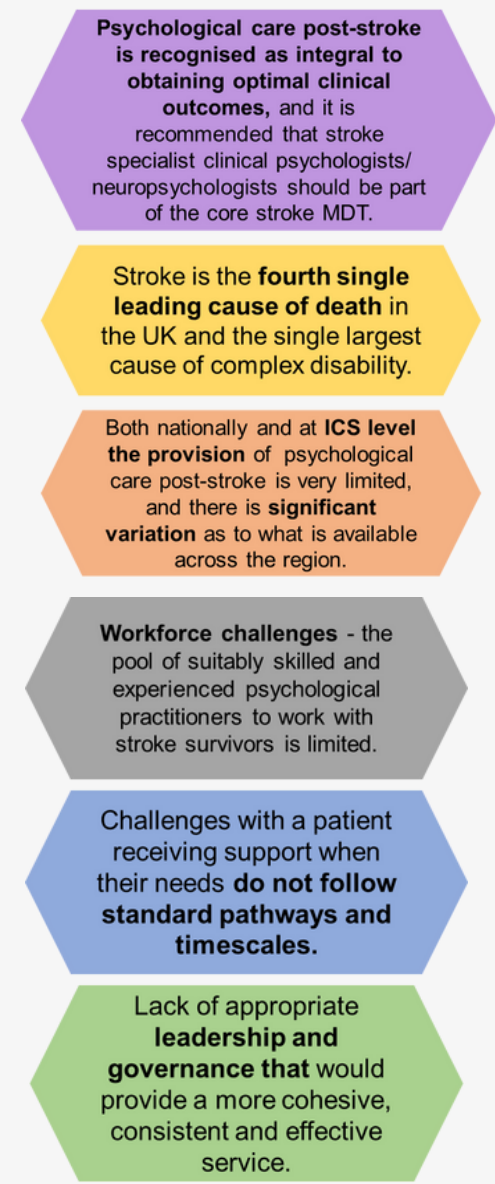 Psychological care post-stroke
is recognised as integral to
obtaining optimal clinical
outcomes, and it is
recommended that stroke
specialist clinical psychologists/
neuropsychologists should be part
of the core stroke MDT.
Stroke is the fourth single
leading cause of death in
the UK and the single largest
cause of complex disability.
Both nationally and at ICS level
the provision of psychological
care post-stroke is very limited,
and there is significant
variation as to what is available
across the region.
Workforce challenges - the
pool of suitably skilled and
experienced psychological
practitioners to work with
stroke survivors is limited.
Challenges with a patient
receiving support when
their needs do not follow
standard pathways and
timescales.
Lack of appropriate
leadership and
governance that would
provide a more cohesive,
consistent and effective
service.